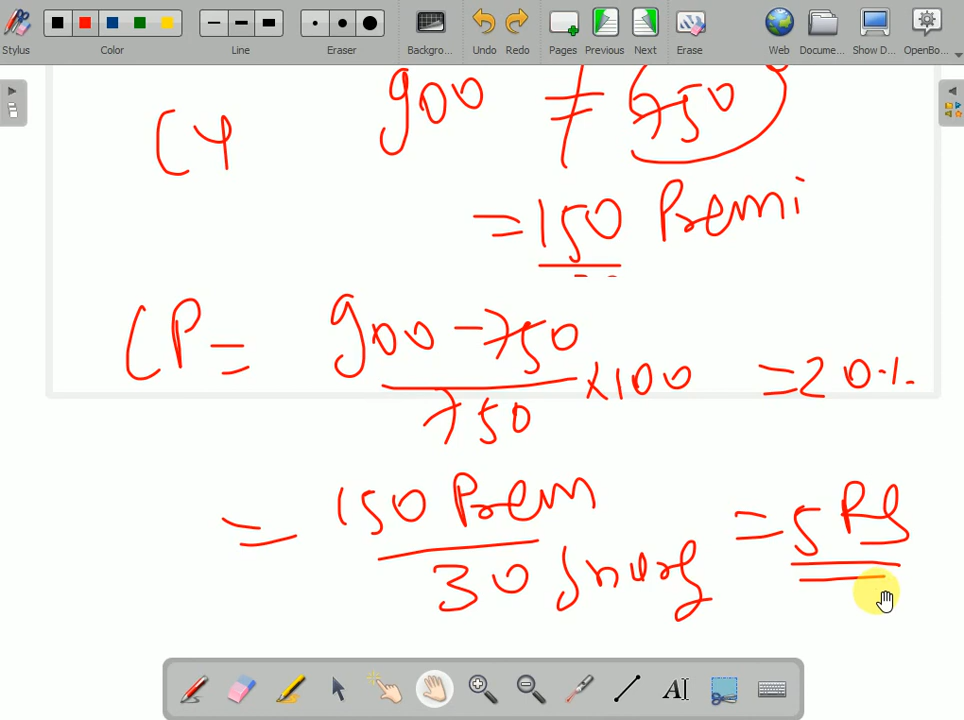 Stylus Color Line Eraser Backgro... Undo Redo Pages Previous Next Erase Web Docume... Show D... OpenBo...
900 ≠ (750)
CY
= 150 Premi
CP = 900 - 750 / 750 × 100 = 20%
= 150 Prem / 30 = 5 Rs